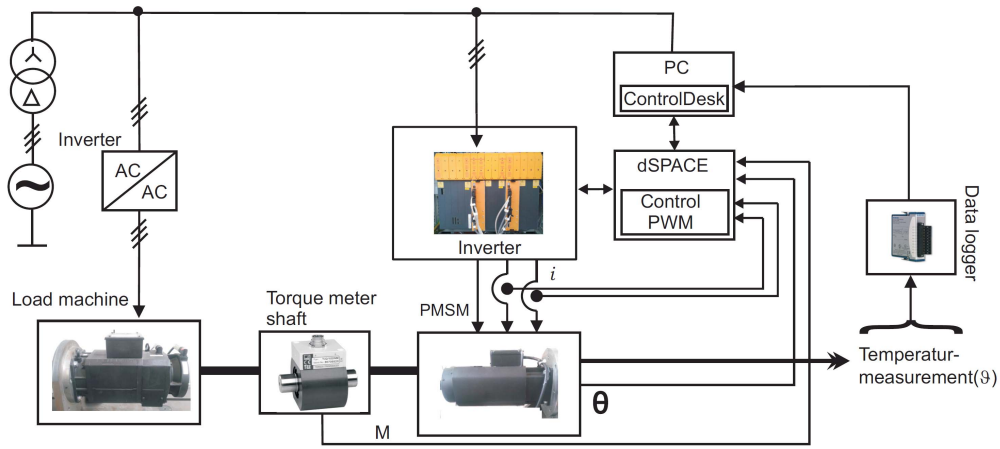 PC
ControlDesk
Inverter
AC
AC
dSPACE
Control
PWM
Inverter
i
Data logger
Load machine
Torque meter
shaft
PMSM
Temperatur-
measurement(ϑ)
θ
M